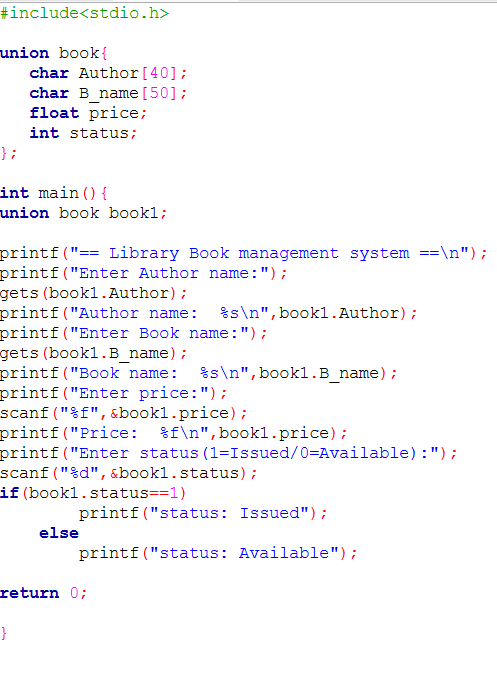 #include<stdio.h>
union book{
char Author[40];
char B_name[50];
float price;
int status;
};
int main(){
union book book1;
printf("== Library Book management system ==\n");
printf("Enter Author name:");
gets(book1.Author);
printf("Author name:  %s\n",book1.Author);
printf("Enter Book name:");
gets(book1.B_name);
printf("Book name:  %s\n",book1.B_name);
printf("Enter price:");
scanf("%f",&book1.price);
printf("Price:  %f\n",book1.price);
printf("Enter status(1=Issued/0=Available):");
scanf("%d",&book1.status);
if(book1.status==1)
printf("status: Issued");
else
printf("status: Available");
return 0;
}